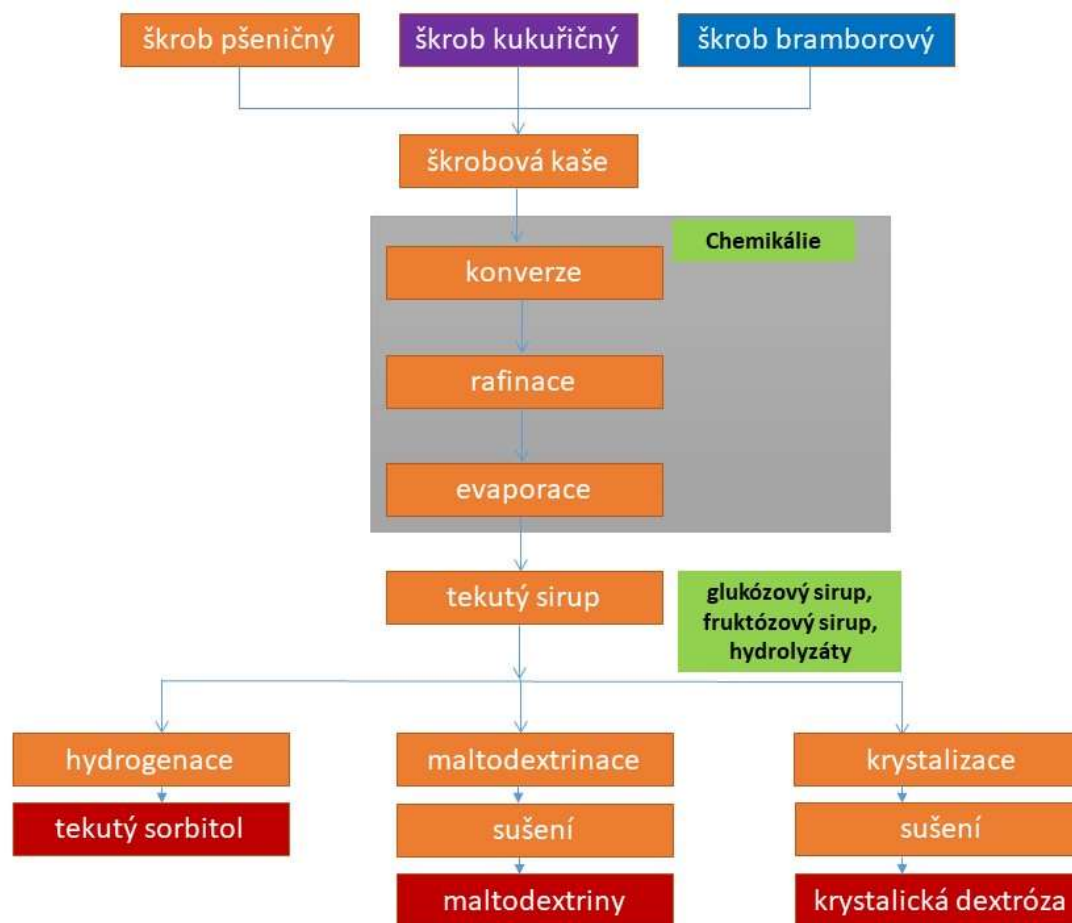 škrob pšeničný
škrob kukuřičný
škrob bramborový
škrobová kaše
Chemikálie
konverze
rafinace
evaporace
tekutý sirup
glukózový sirup,
fruktózový sirup,
hydrolyzáty
hydrogenace
maltodextrinace
krystalizace
tekutý sorbitol
sušení
sušení
maltodextriny
krystalická dextróza